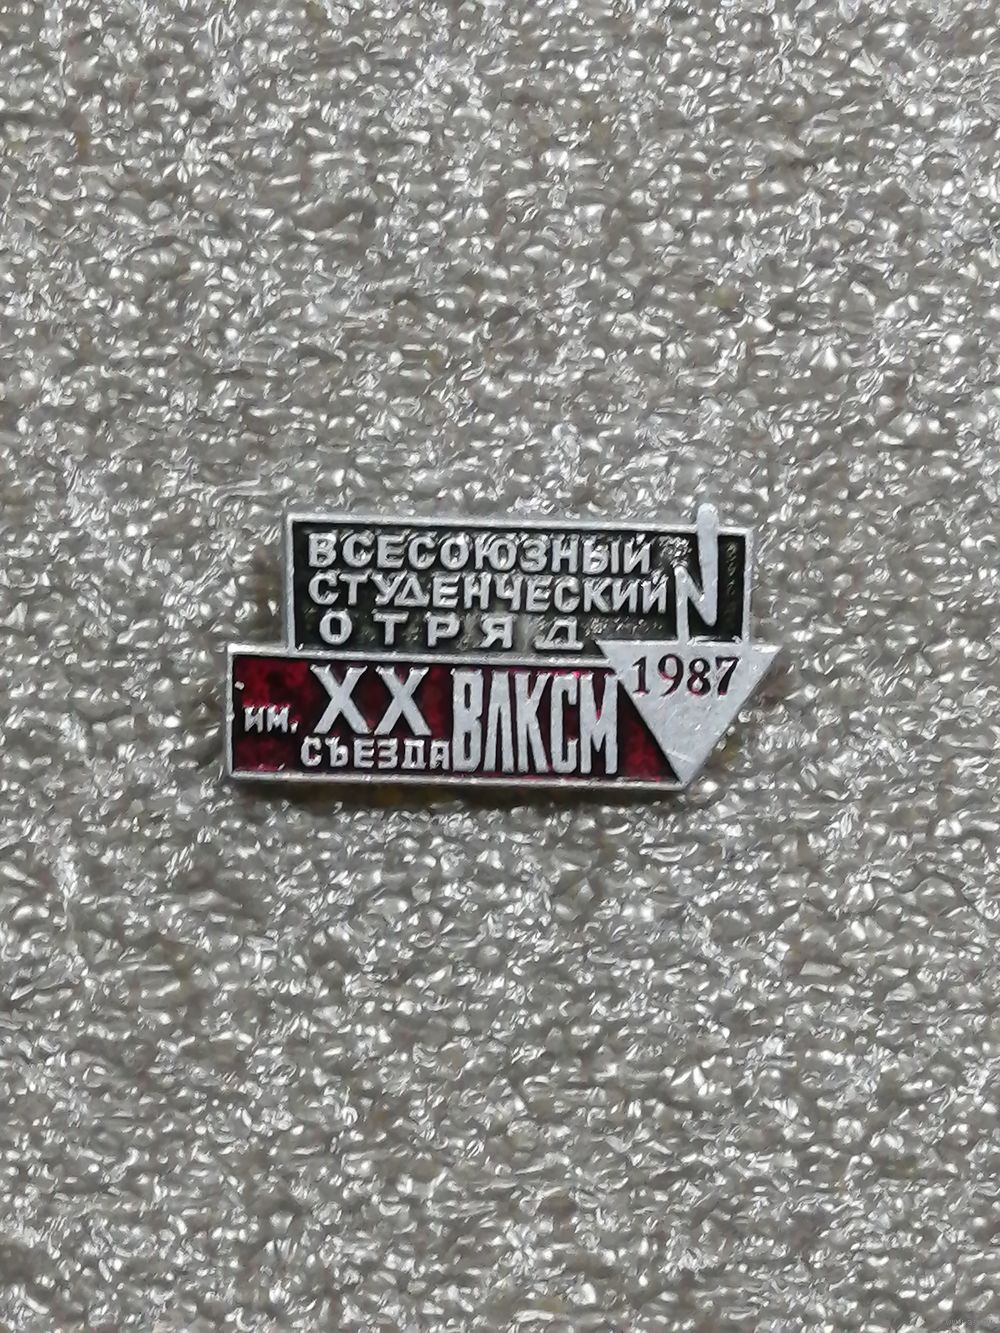 ВСЕСОЮЗНЫЙ
СТУДЕНЧЕСКИЙ
ОТРЯД
1987
им. XX
СЪЕЗДА ВЛКСМ